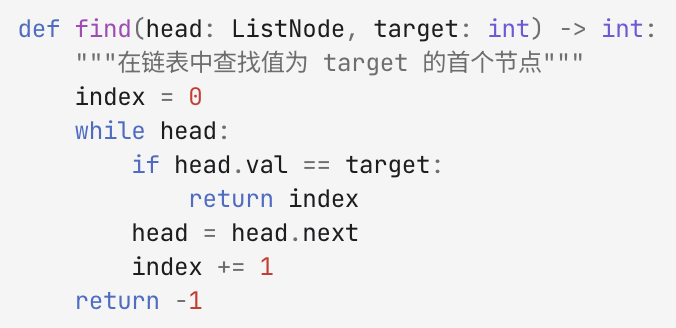 def find(head: ListNode, target: int) -> int:
    """在链表中查找值为 target 的首个节点"""
    index = 0
    while head:
        if head.val == target:
            return index
        head = head.next
        index += 1
    return -1